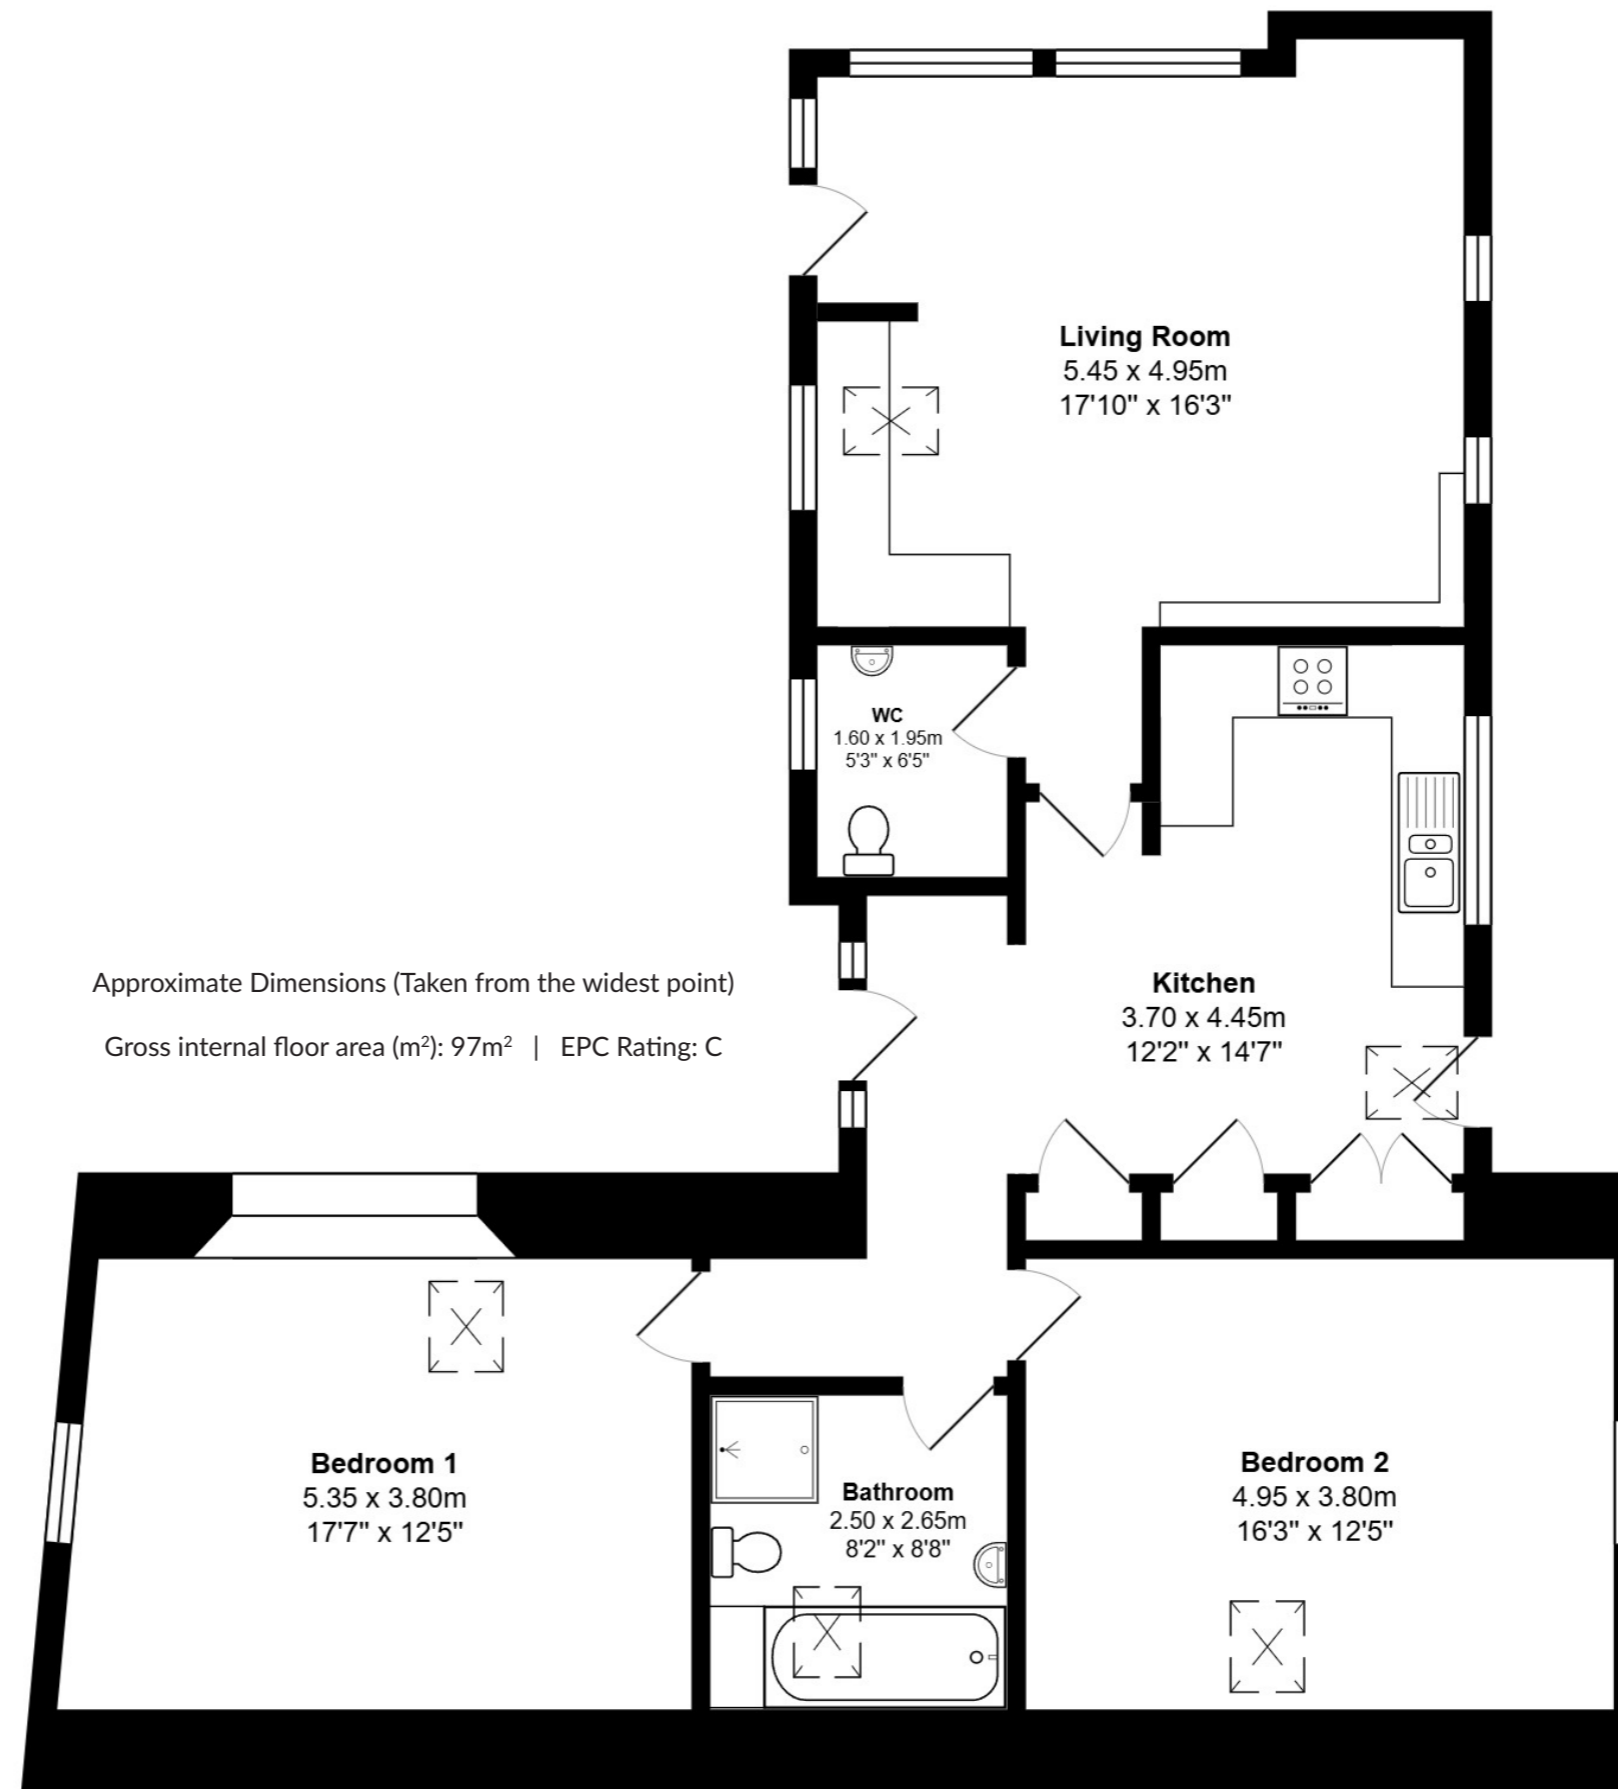 Living Room
5.45 x 4.95m
17'10" x 16'3"
WC
1.60 x 1.95m
5'3" x 6'5"
Approximate Dimensions (Taken from the widest point)
Gross internal floor area (m²): 97m² | EPC Rating: C
Kitchen
3.70 x 4.45m
12'2" x 14'7"
Bedroom 1
5.35 x 3.80m
17'7" x 12'5"
Bathroom
2.50 x 2.65m
8'2" x 8'8"
Bedroom 2
4.95 x 3.80m
16'3" x 12'5"